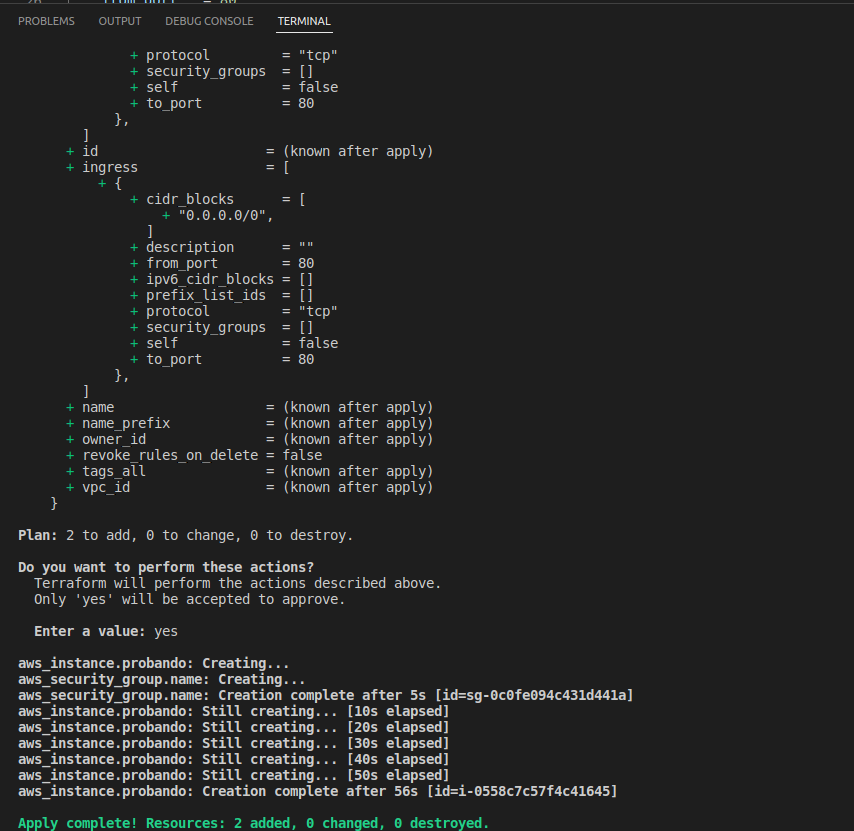 PROBLEMS OUTPUT DEBUG CONSOLE TERMINAL
+ protocol = "tcp"
+ security_groups = []
+ self = false
+ to_port = 80
},
]
+ id = (known after apply)
+ ingress = [
+ {
+ cidr_blocks = [
+ "0.0.0.0/0",
]
+ description = ""
+ from_port = 80
+ ipv6_cidr_blocks = []
+ prefix_list_ids = []
+ protocol = "tcp"
+ security_groups = []
+ self = false
+ to_port = 80
},
]
+ name = (known after apply)
+ name_prefix = (known after apply)
+ owner_id = (known after apply)
+ revoke_rules_on_delete = false
+ tags_all = (known after apply)
+ vpc_id = (known after apply)
}
Plan: 2 to add, 0 to change, 0 to destroy.
Do you want to perform these actions?
Terraform will perform the actions described above.
Only 'yes' will be accepted to approve.
Enter a value: yes
aws_instance.probando: Creating...
aws_security_group.name: Creating...
aws_security_group.name: Creation complete after 5s [id=sg-0c0fe094c431d441a]
aws_instance.probando: Still creating... [10s elapsed]
aws_instance.probando: Still creating... [20s elapsed]
aws_instance.probando: Still creating... [30s elapsed]
aws_instance.probando: Still creating... [40s elapsed]
aws_instance.probando: Still creating... [50s elapsed]
aws_instance.probando: Creation complete after 56s [id=i-0558c7c57f4c41645]
Apply complete! Resources: 2 added, 0 changed, 0 destroyed.